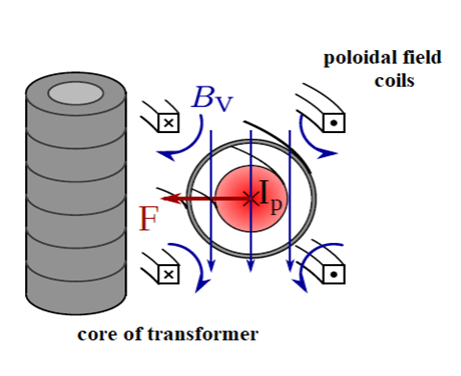 poloidal field
coils
B_V
I_p
F
core of transformer